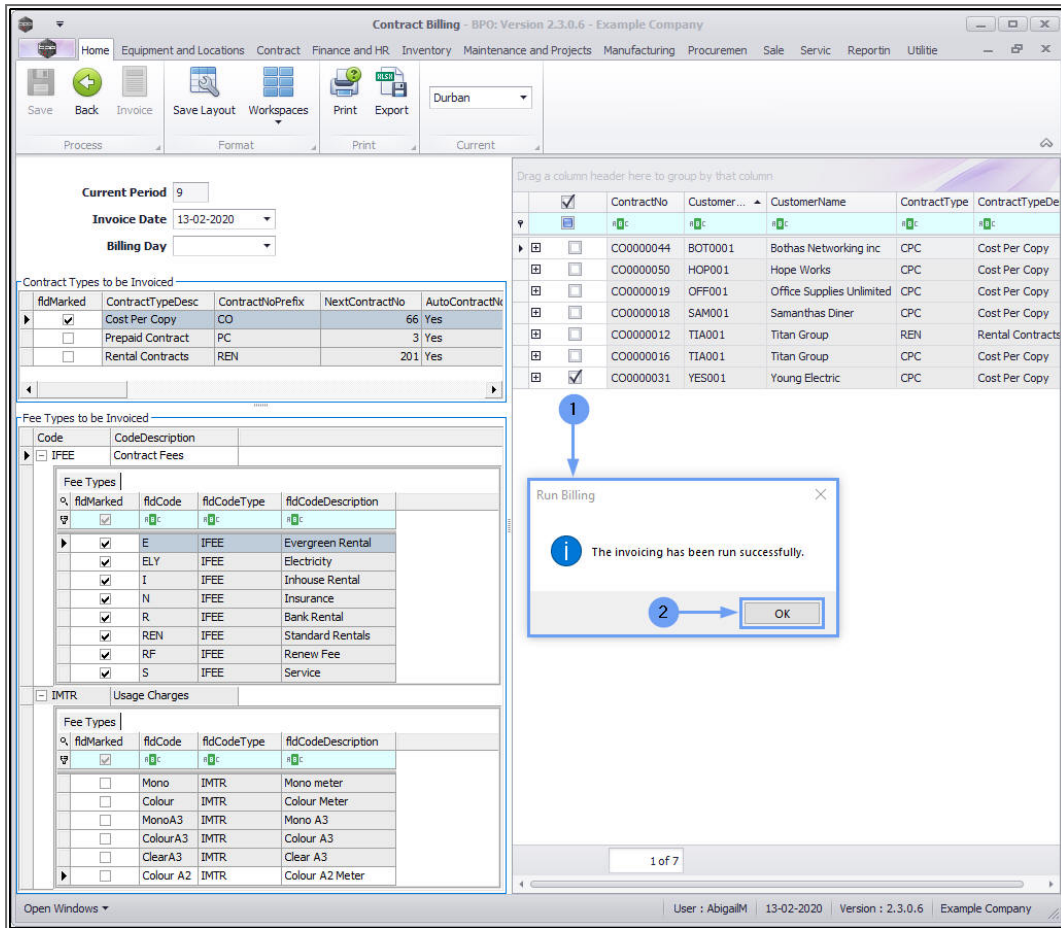 Contract Billing - BPO: Version 2.3.0.6 - Example Company
BPO Home Equipment and Locations Contract Finance and HR Inventory Maintenance and Projects Manufacturing Procuremen Sale Servic Reportin Utilitie
Save Back Invoice Save Layout Workspaces Print Export
Durban
Process Format Print Current
Current Period 9
Invoice Date 13-02-2020
Billing Day
Contract Types to be Invoiced
fldMarked ContractTypeDesc ContractNoPrefix NextContractNo AutoContractNo
Cost Per Copy CO 66 Yes
Prepaid Contract PC 3 Yes
Rental Contracts REN 201 Yes
Fee Types to be Invoiced
Code CodeDescription
IFEE Contract Fees
Fee Types
fldMarked fldCode fldCodeType fldCodeDescription
E IFEE Evergreen Rental
ELY IFEE Electricity
I IFEE Inhouse Rental
N IFEE Insurance
R IFEE Bank Rental
REN IFEE Standard Rentals
RF IFEE Renew Fee
S IFEE Service
IMTR Usage Charges
Fee Types
fldMarked fldCode fldCodeType fldCodeDescription
Mono IMTR Mono meter
Colour IMTR Colour Meter
MonoA3 IMTR Mono A3
ColourA3 IMTR Colour A3
ClearA3 IMTR Clear A3
Colour A2 IMTR Colour A2 Meter
Drag a column header here to group by that column
ContractNo Customer... CustomerName ContractType ContractTypeDe
CO0000044 BOT0001 Bothas Networking inc CPC Cost Per Copy
CO0000050 HOP001 Hope Works CPC Cost Per Copy
CO0000019 OFF001 Office Supplies Unlimited CPC Cost Per Copy
CO0000018 SAM001 Samanthas Diner CPC Cost Per Copy
CO0000012 TIA001 Titan Group REN Rental Contracts
CO0000016 TIA001 Titan Group CPC Cost Per Copy
CO0000031 YES001 Young Electric CPC Cost Per Copy
1
Run Billing
The invoicing has been run successfully.
2
OK
1 of 7
Open Windows User : AbigailM 13-02-2020 Version : 2.3.0.6 Example Company